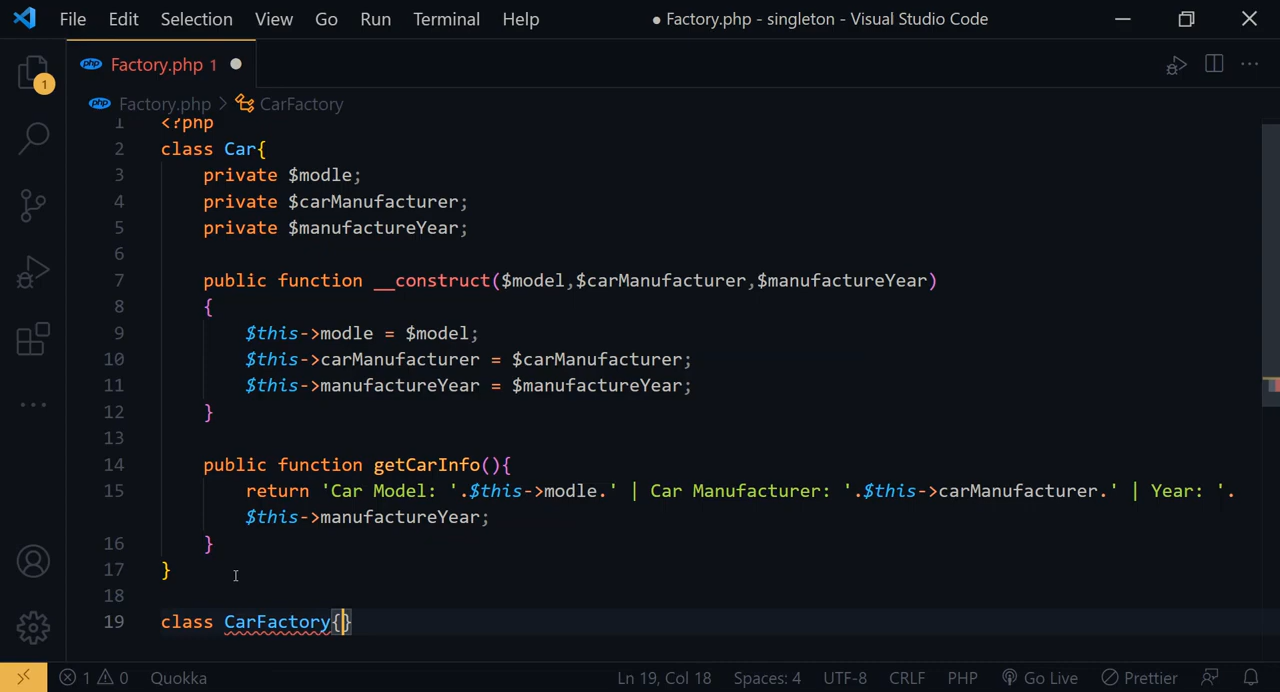 File Edit Selection View Go Run Terminal Help ● Factory.php - singleton - Visual Studio Code
php Factory.php 1 ●
1
php Factory.php > CarFactory
1 <?php
2 class Car{
3 private $modle;
4 private $carManufacturer;
5 private $manufactureYear;
6
7 public function __construct($model,$carManufacturer,$manufactureYear)
8 {
9 $this->modle = $model;
10 $this->carManufacturer = $carManufacturer;
11 $this->manufactureYear = $manufactureYear;
12 }
13
14 public function getCarInfo(){
15 return 'Car Model: '.$this->modle.' | Car Manufacturer: '.$this->carManufacturer.' | Year: '.
$this->manufactureYear;
16 }
17 }
18
19 class CarFactory{}
1 0 Quokka Ln 19, Col 18 Spaces: 4 UTF-8 CRLF PHP Go Live Prettier